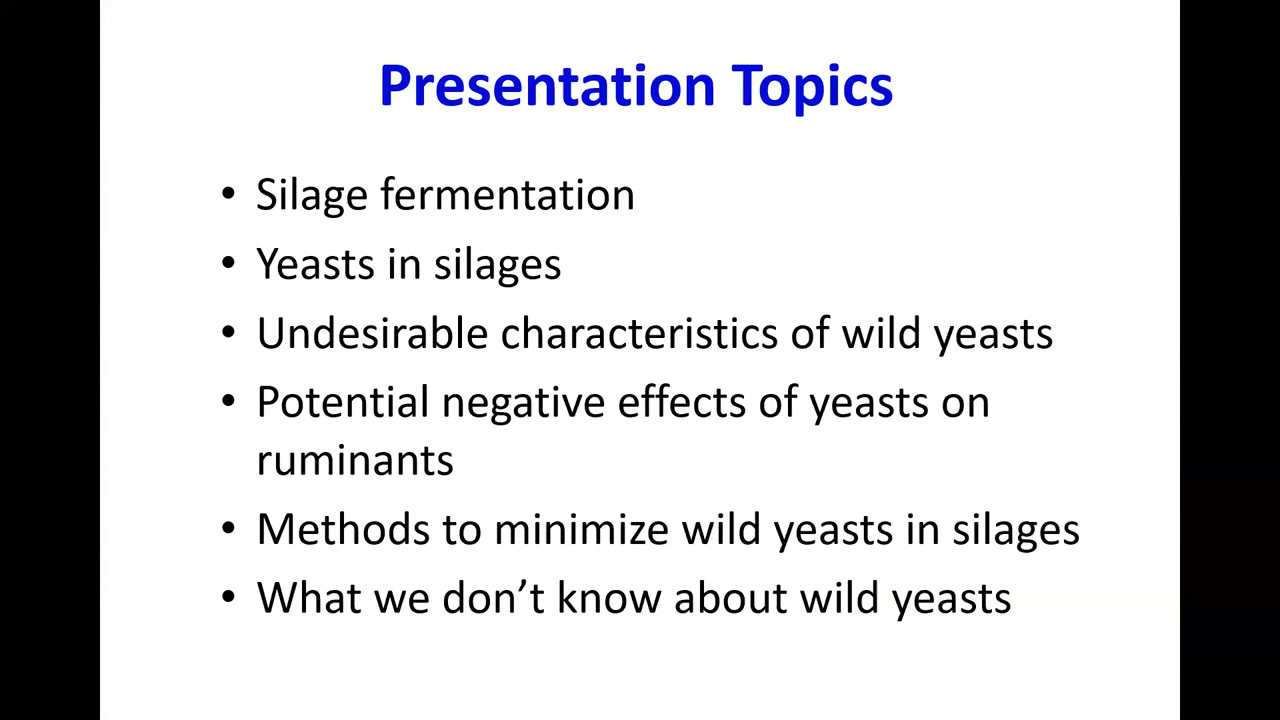 Presentation Topics
• Silage fermentation
• Yeasts in silages
• Undesirable characteristics of wild yeasts
• Potential negative effects of yeasts on
ruminants
• Methods to minimize wild yeasts in silages
• What we don’t know about wild yeasts